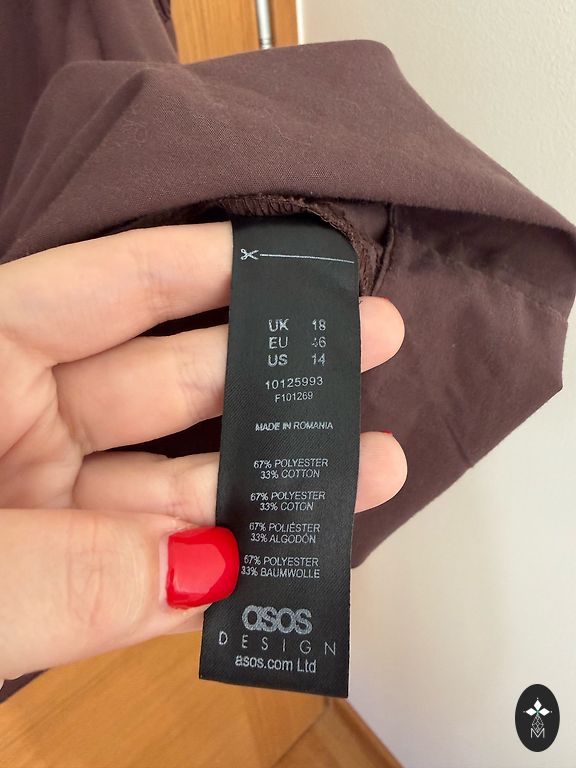 UK 18
EU 46
US 14
10125993
F101269
MADE IN ROMANIA
67% POLYESTER
33% COTTON
67% POLYESTER
33% COTON
67% POLIÉSTER
33% ALGODÓN
67% POLYESTER
33% BAUMWOLLE
asos
DESIGN
asos.com Ltd
M